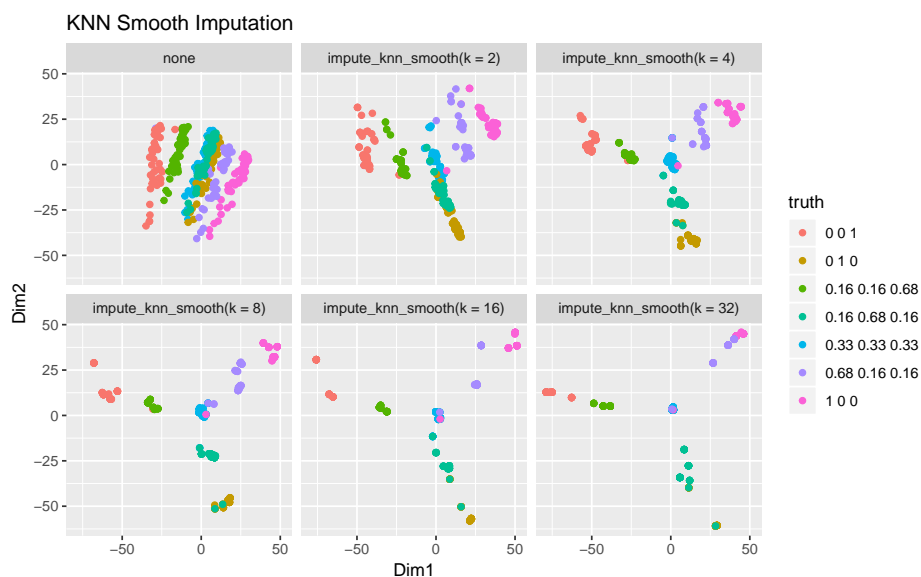 KNN Smooth Imputation
none
impute_knn_smooth(k = 2)
impute_knn_smooth(k = 4)
50
25
0
−25
−50
impute_knn_smooth(k = 8)
impute_knn_smooth(k = 16)
impute_knn_smooth(k = 32)
50
25
0
−25
−50
−50
0
50
−50
0
50
−50
0
50
Dim1
Dim2
truth
0 0 1
0 1 0
0.16 0.16 0.68
0.16 0.68 0.16
0.33 0.33 0.33
0.68 0.16 0.16
1 0 0